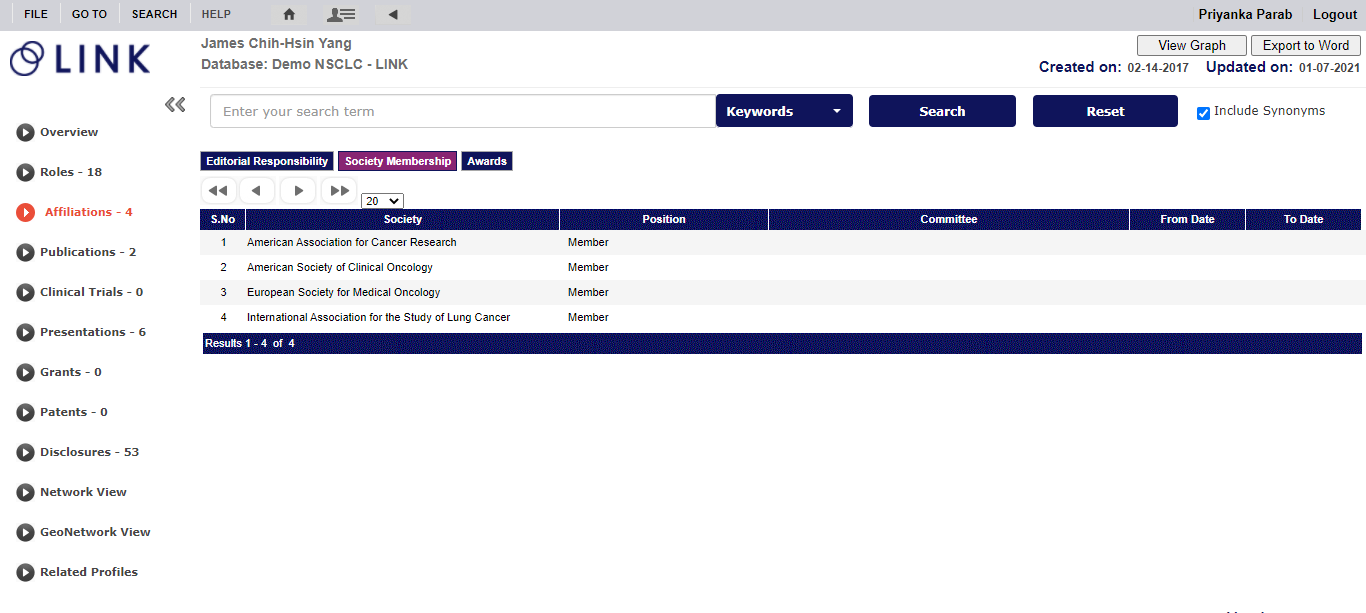 FILE GO TO SEARCH HELP Priyanka Parab Logout
LINK
James Chih-Hsin Yang
Database: Demo NSCLC - LINK
View Graph Export to Word
Created on: 02-14-2017 Updated on: 01-07-2021
Enter your search term Keywords Search Reset Include Synonyms
Overview
Roles - 18
Affiliations - 4
Publications - 2
Clinical Trials - 0
Presentations - 6
Grants - 0
Patents - 0
Disclosures - 53
Network View
GeoNetwork View
Related Profiles
Editorial Responsibility Society Membership Awards
20
S.No Society Position Committee From Date To Date
1 American Association for Cancer Research Member
2 American Society of Clinical Oncology Member
3 European Society for Medical Oncology Member
4 International Association for the Study of Lung Cancer Member
Results 1 - 4 of 4